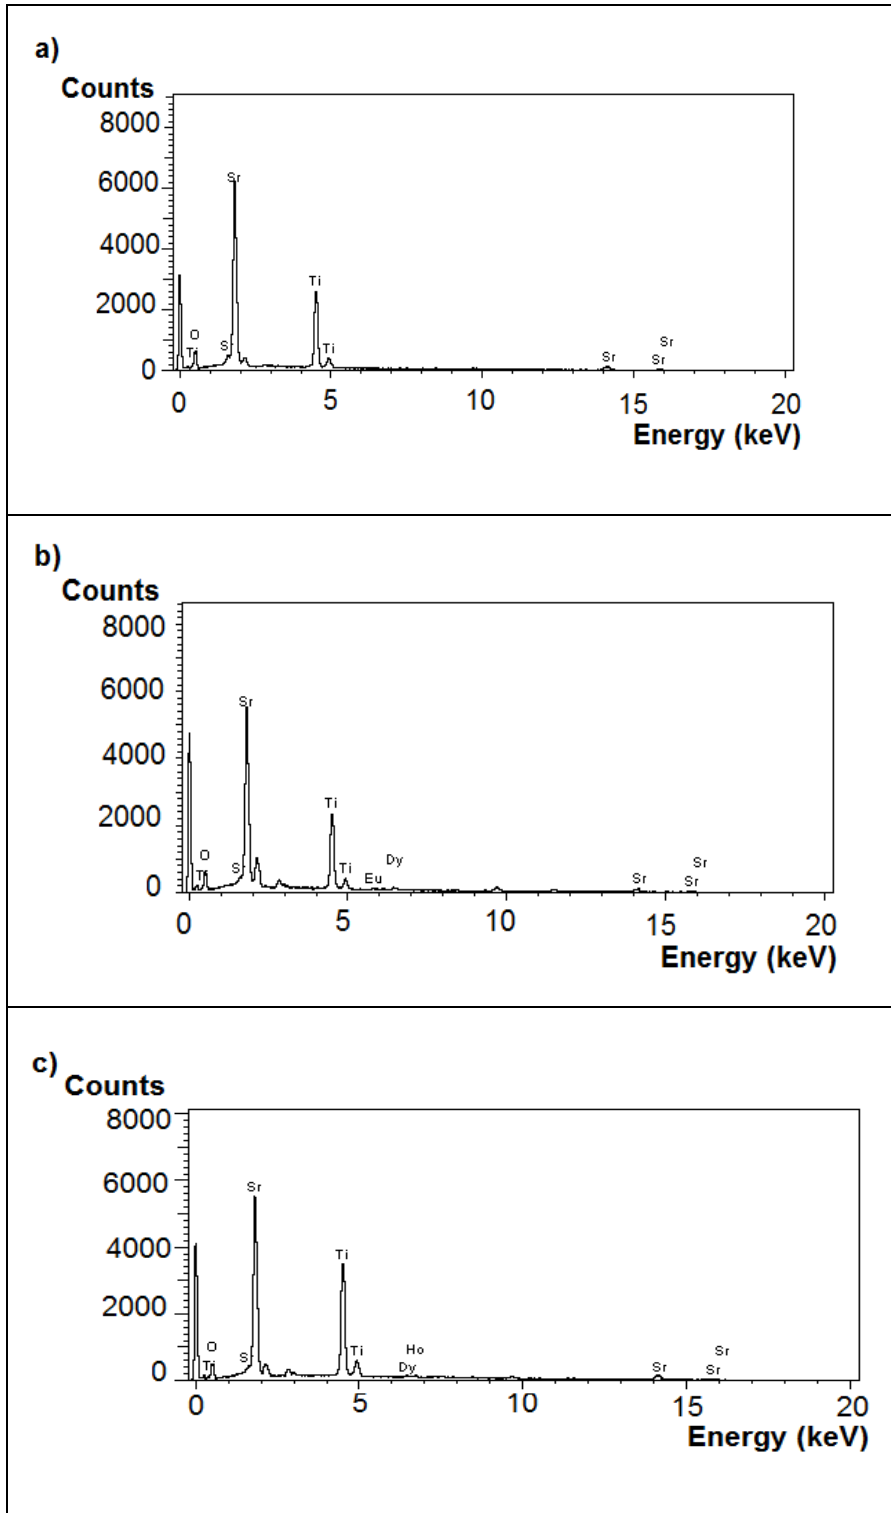 a)
Counts
8000
6000
4000
2000
0
Sr
Ti
O
Ti
S
Ti
Sr
Sr
Sr
0 5 10 15 20
Energy (keV)
b)
Counts
8000
6000
4000
2000
0
Sr
Ti
O
T
S
Ti
Eu
Dy
Sr
Sr
Sr
0 5 10 15 20
Energy (keV)
c)
Counts
8000
6000
4000
2000
0
Sr
Ti
O
Ti
S
Ti
Ho
Dy
Sr
Sr
Sr
0 5 10 15 20
Energy (keV)